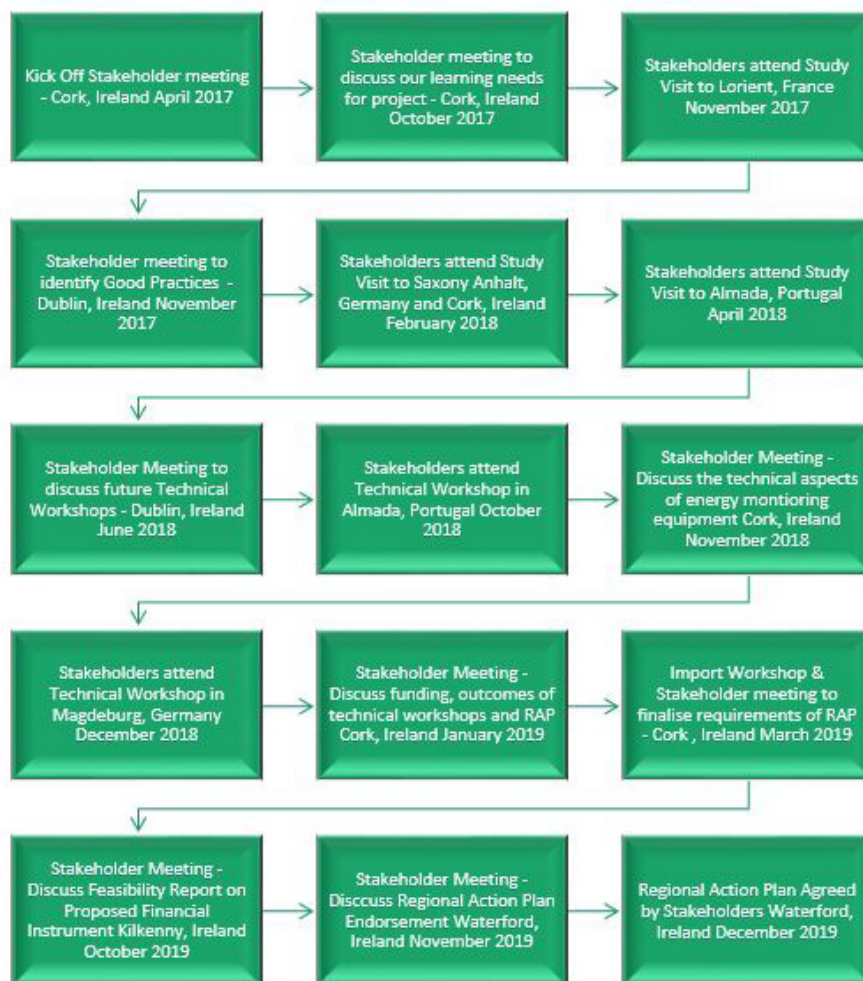 Kick Off Stakeholder meeting
- Cork, Ireland April 2017
Stakeholder meeting to
discuss our learning needs
for project - Cork, Ireland
October 2017
Stakeholders attend Study
Visit to Lorient, France
November 2017
Stakeholder meeting to
identify Good Practices -
Dublin, Ireland November
2017
Stakeholders attend Study
Visit to Saxony Anhalt,
Germany and Cork, Ireland
February 2018
Stakeholders attend Study
Visit to Almada, Portugal
April 2018
Stakeholder Meeting to
discuss future Technical
Workshops - Dublin, Ireland
June 2018
Stakeholders attend
Technical Workshop in
Almada, Portugal October
2018
Stakeholder Meeting -
Discuss the technical aspects
of energy montioring
equipment Cork, Ireland
November 2018
Stakeholders attend
Technical Workshop in
Magdeburg, Germany
December 2018
Stakeholder Meeting -
Discuss funding, outcomes of
technical workshops and RAP
Cork, Ireland January 2019
Import Workshop &
Stakeholder meeting to
finalise requirements of RAP
- Cork , Ireland March 2019
Stakeholder Meeting -
Discuss Feasibility Report on
Proposed Financial
Instrument Kilkenny, Ireland
October 2019
Stakeholder Meeting -
Disccuss Regional Action Plan
Endorsement Waterford,
Ireland November 2019
Regional Action Plan Agreed
by Stakeholders Waterford,
Ireland December 2019